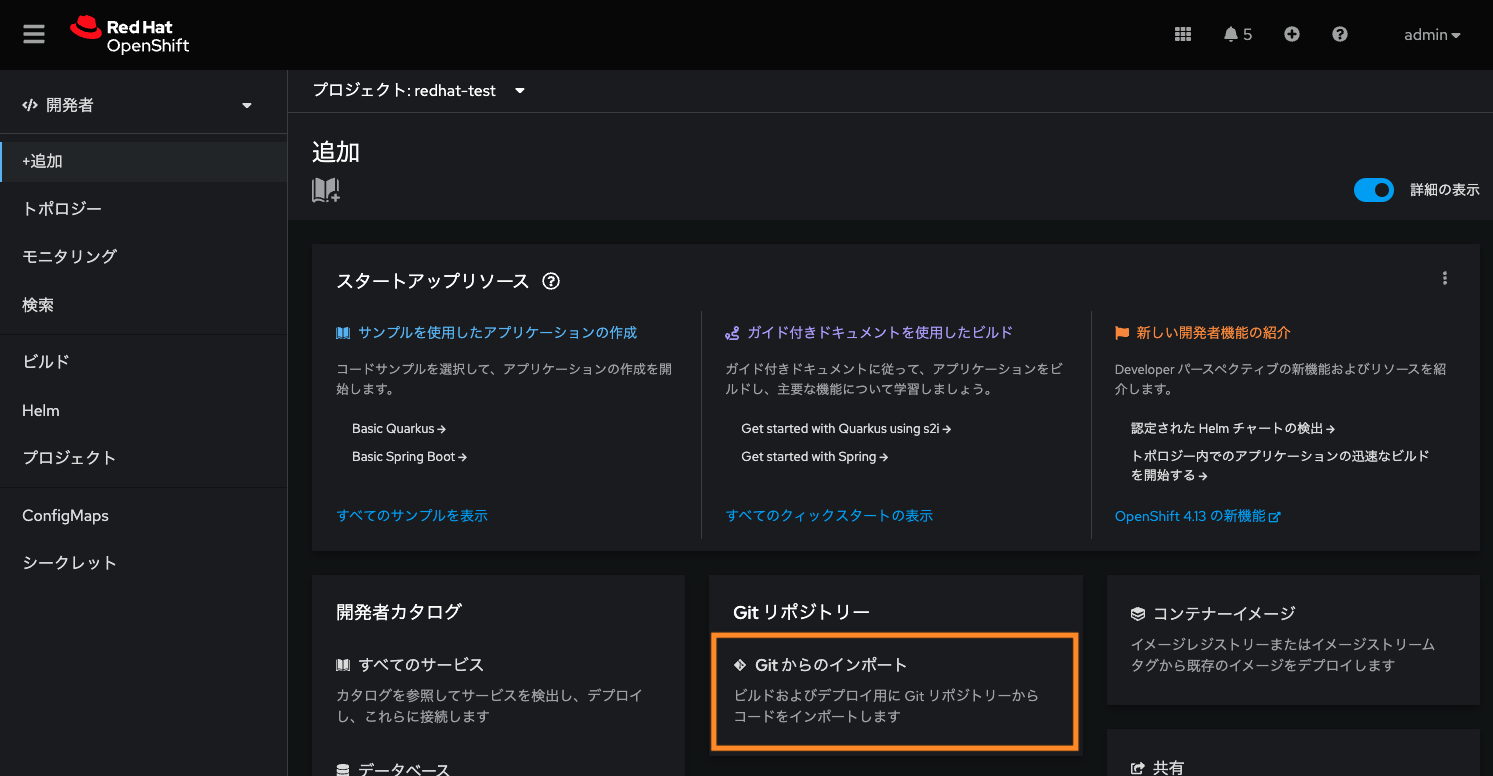 Red Hat
OpenShift
5
admin
開発者
プロジェクト: redhat-test
+追加
トポロジー
モニタリング
検索
ビルド
Helm
プロジェクト
ConfigMaps
シークレット
追加
詳細の表示
スタートアップリソース
サンプルを使用したアプリケーションの作成
コードサンプルを選択して、アプリケーションの作成を開
始します。
Basic Quarkus →
Basic Spring Boot →
すべてのサンプルを表示
ガイド付きドキュメントを使用したビルド
ガイド付きドキュメントに従って、アプリケーションをビ
ルドし、主要な機能について学習しましょう。
Get started with Quarkus using s2i →
Get started with Spring →
すべてのクィックスタートの表示
新しい開発者機能の紹介
Developer パースペクティブの新機能およびリソースを紹
介します。
認定された Helm チャートの検出 →
トポロジー内でのアプリケーションの迅速なビルド
を開始する →
OpenShift 4.13 の新機能
開発者カタログ
すべてのサービス
カタログを参照してサービスを検出し、デプロイ
し、これらに接続します
データベース
Git リポジトリー
Git からのインポート
ビルドおよびデプロイ用に Git リポジトリーから
コードをインポートします
コンテナーイメージ
イメージレジストリーまたはイメージストリーム
タグから既存のイメージをデプロイします
共有